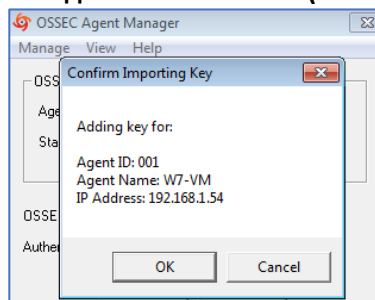 OSSEC Agent Manager
Manage View Help
Confirm Importing Key
Adding key for:
Agent ID: 001
Agent Name: W7-VM
IP Address: 192.168.1.54
OK Cancel